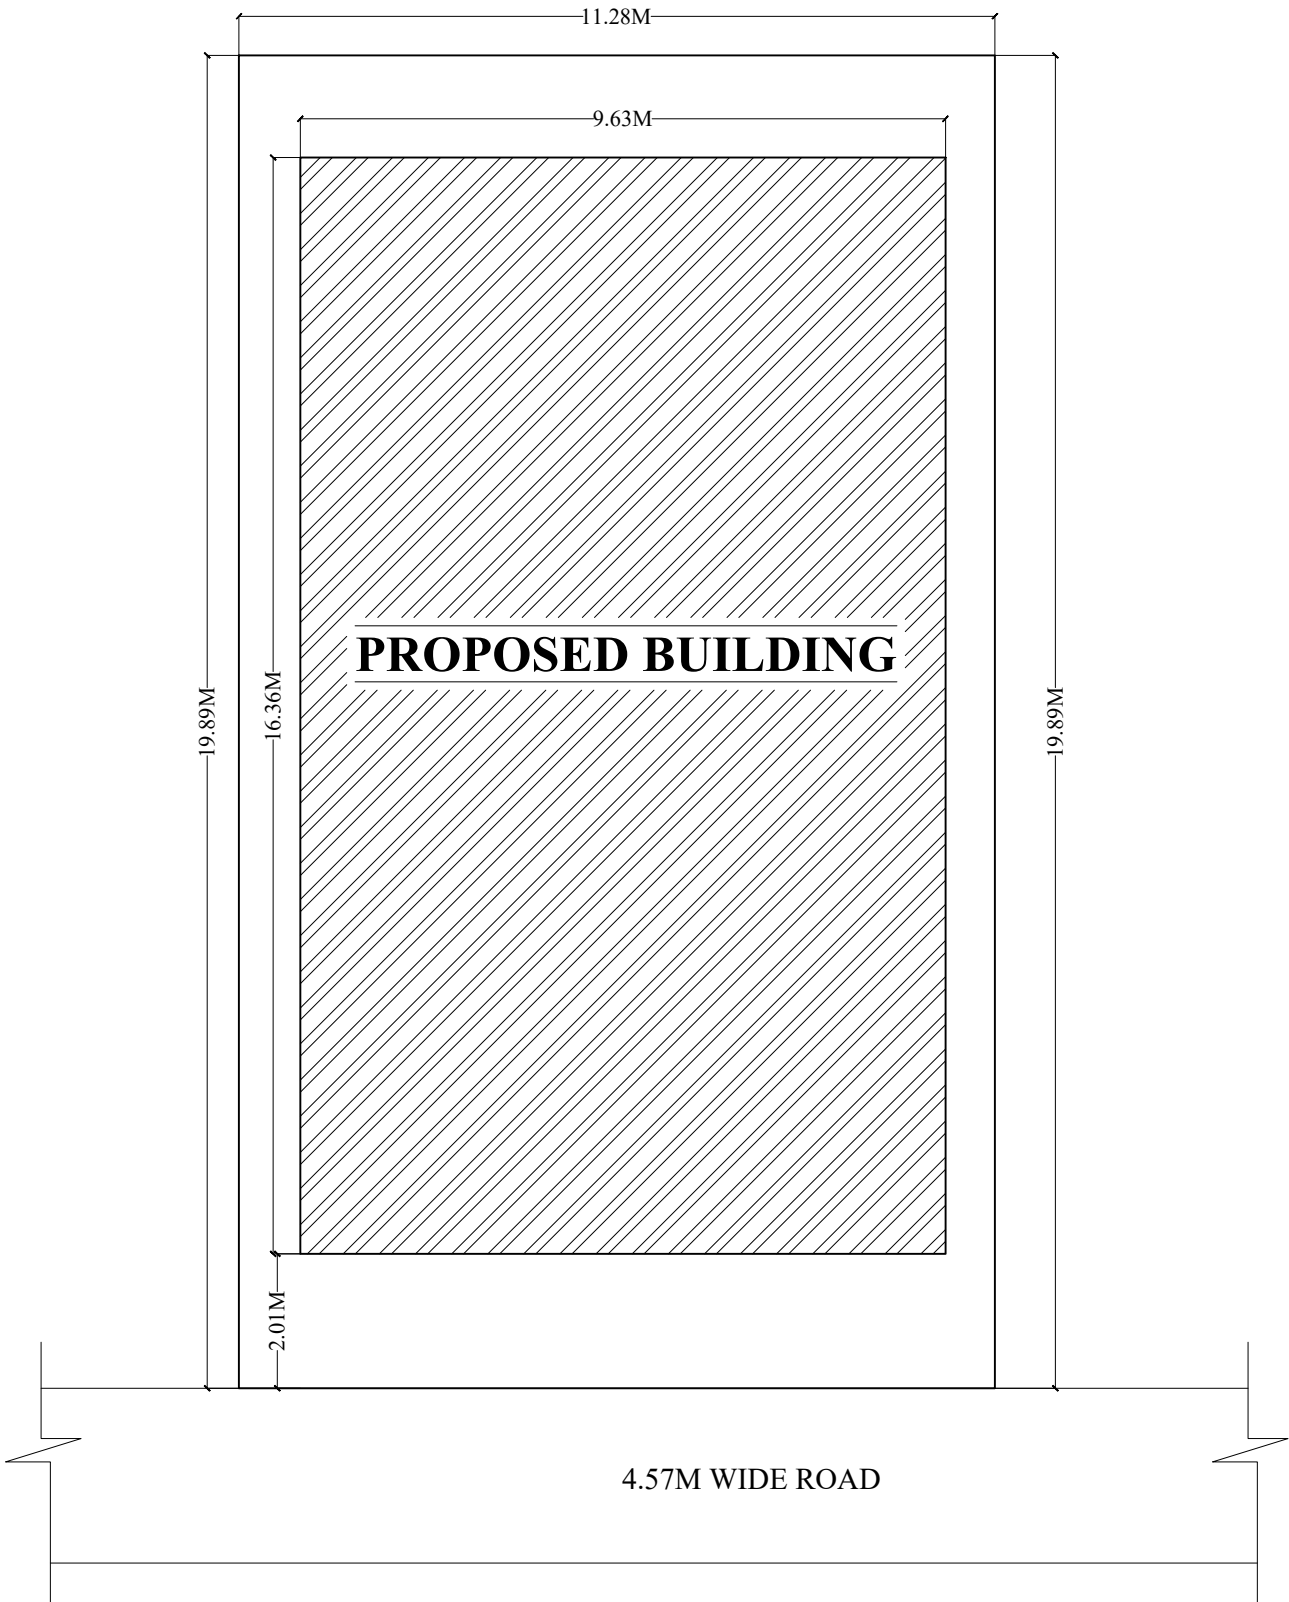 11.28M
9.63M
PROPOSED BUILDING
19.89M
16.36M
19.89M
2.01M
4.57M WIDE ROAD